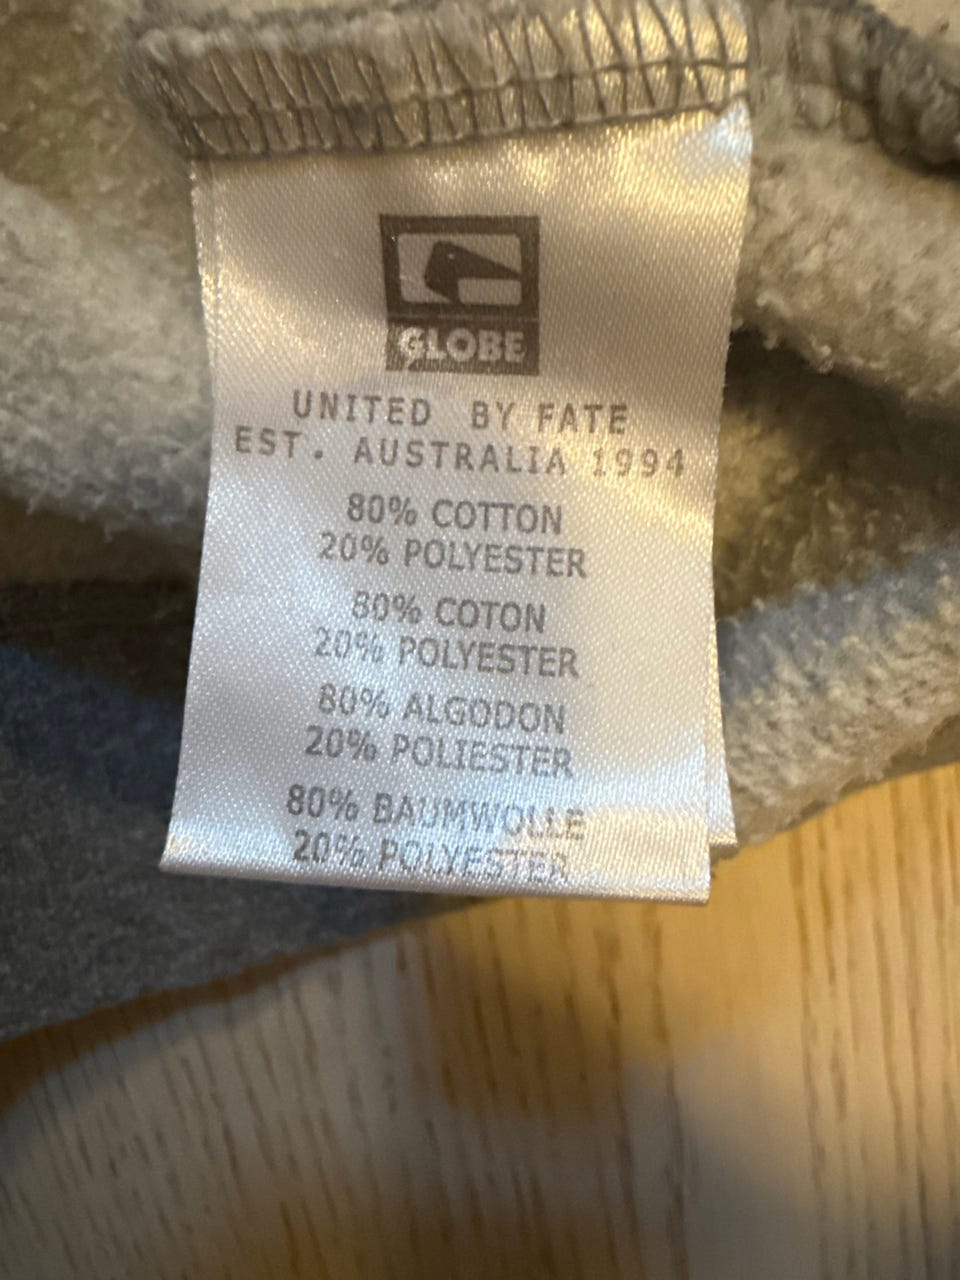 GLOBE
UNITED BY FATE
EST. AUSTRALIA 1994
80% COTTON
20% POLYESTER
80% COTON
20% POLYESTER
80% ALGODON
20% POLIESTER
80% BAUMWOLLE
20% POLYESTER